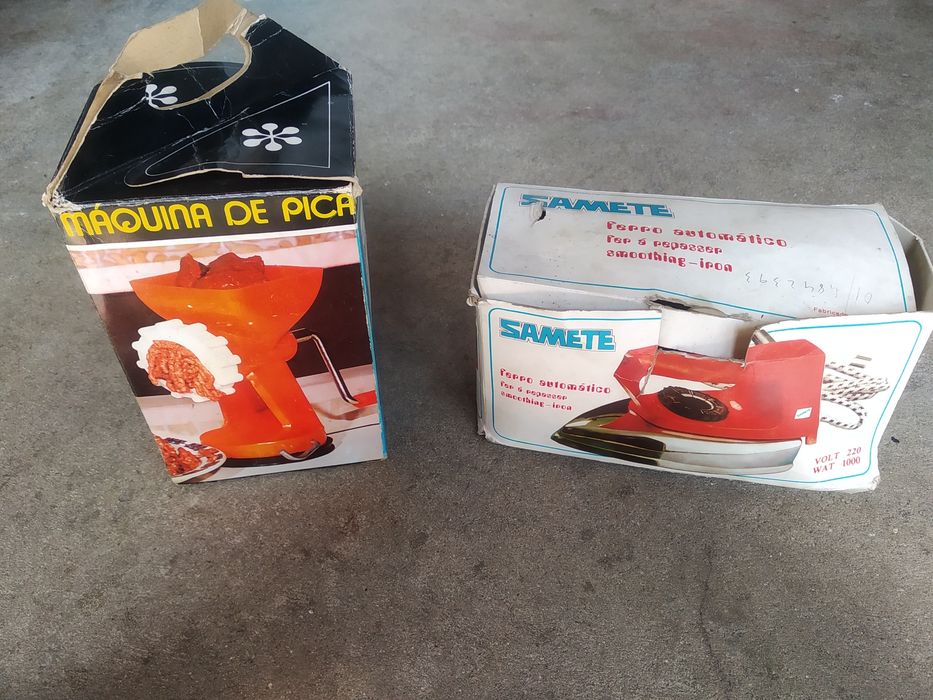 MÁQUINA DE PICA
SAMETE
ferro automático
fer á repasser
smoothing-iron
Fabricad
SAMETE
ferro automático
fer á repasser
smoothing-iron
VOLT 220
WAT 1000